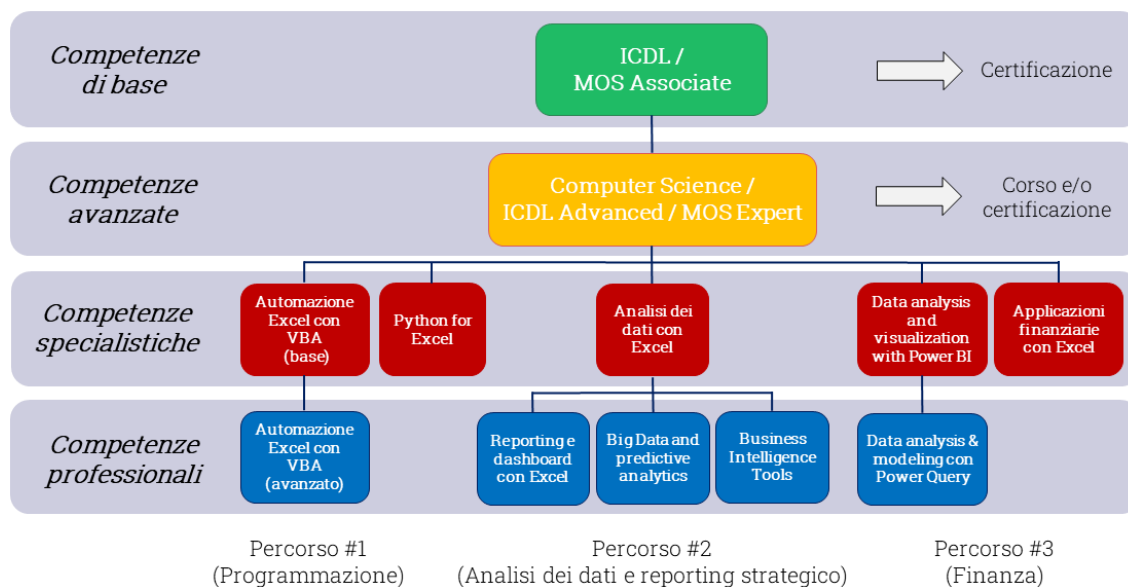 Competenze
di base
ICDL /
MOS Associate
Certificazione
Competenze
avanzate
Computer Science /
ICDL Advanced / MOS Expert
Corso e/o
certificazione
Competenze
specialistiche
Automazione
Excel con
VBA
(base)
Python for
Excel
Analisi dei
dati con
Excel
Data analysis
and
visualization
with Power BI
Applicazioni
finanziarie
con Excel
Competenze
professionali
Automazione
Excel con
VBA
(avanzato)
Reporting e
dashboard
con Excel
Big Data and
predictive
analytics
Business
Intelligence
Tools
Data analysis &
modeling con
Power Query
Percorso #1
(Programmazione)
Percorso #2
(Analisi dei dati e reporting strategico)
Percorso #3
(Finanza)